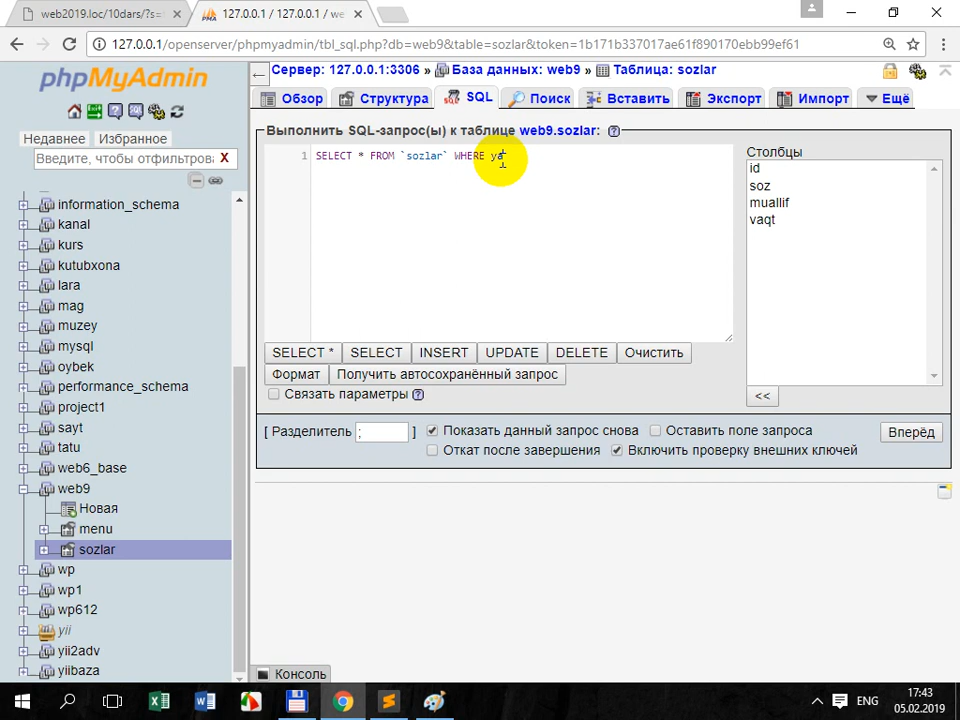 web2019.loc/10dars/?s=
127.0.0.1 / 127.0.0.1 / we
127.0.0.1/openserver/phpmyadmin/tbl_sql.php?db=web9&table=sozlar&token=1b171b337017ae61f890170ebb99ef61
phpMyAdmin
Недавнее Избранное
Введите, чтобы отфильтрова X
information_schema
kanal
kurs
kutubxona
lara
mag
muzey
mysql
oybek
performance_schema
project1
sayt
tatu
web6_base
web9
Новая
menu
sozlar
wp
wp1
wp612
yii
yii2adv
yiibaza
Сервер: 127.0.0.1:3306 » База данных: web9 » Таблица: sozlar
Обзор Структура SQL Поиск Вставить Экспорт Импорт Ещё
Выполнить SQL-запрос(ы) к таблице web9.sozlar:
1 SELECT * FROM `sozlar` WHERE ya
Столбцы
id
soz
muallif
vaqt
SELECT * SELECT INSERT UPDATE DELETE Очистить
Формат Получить автосохранённый запрос
<<
Связать параметры
[ Разделитель ; ] Показать данный запрос снова Оставить поле запроса Вперёд
Откат после завершения Включить проверку внешних ключей
Консоль
ENG
17:43
05.02.2019